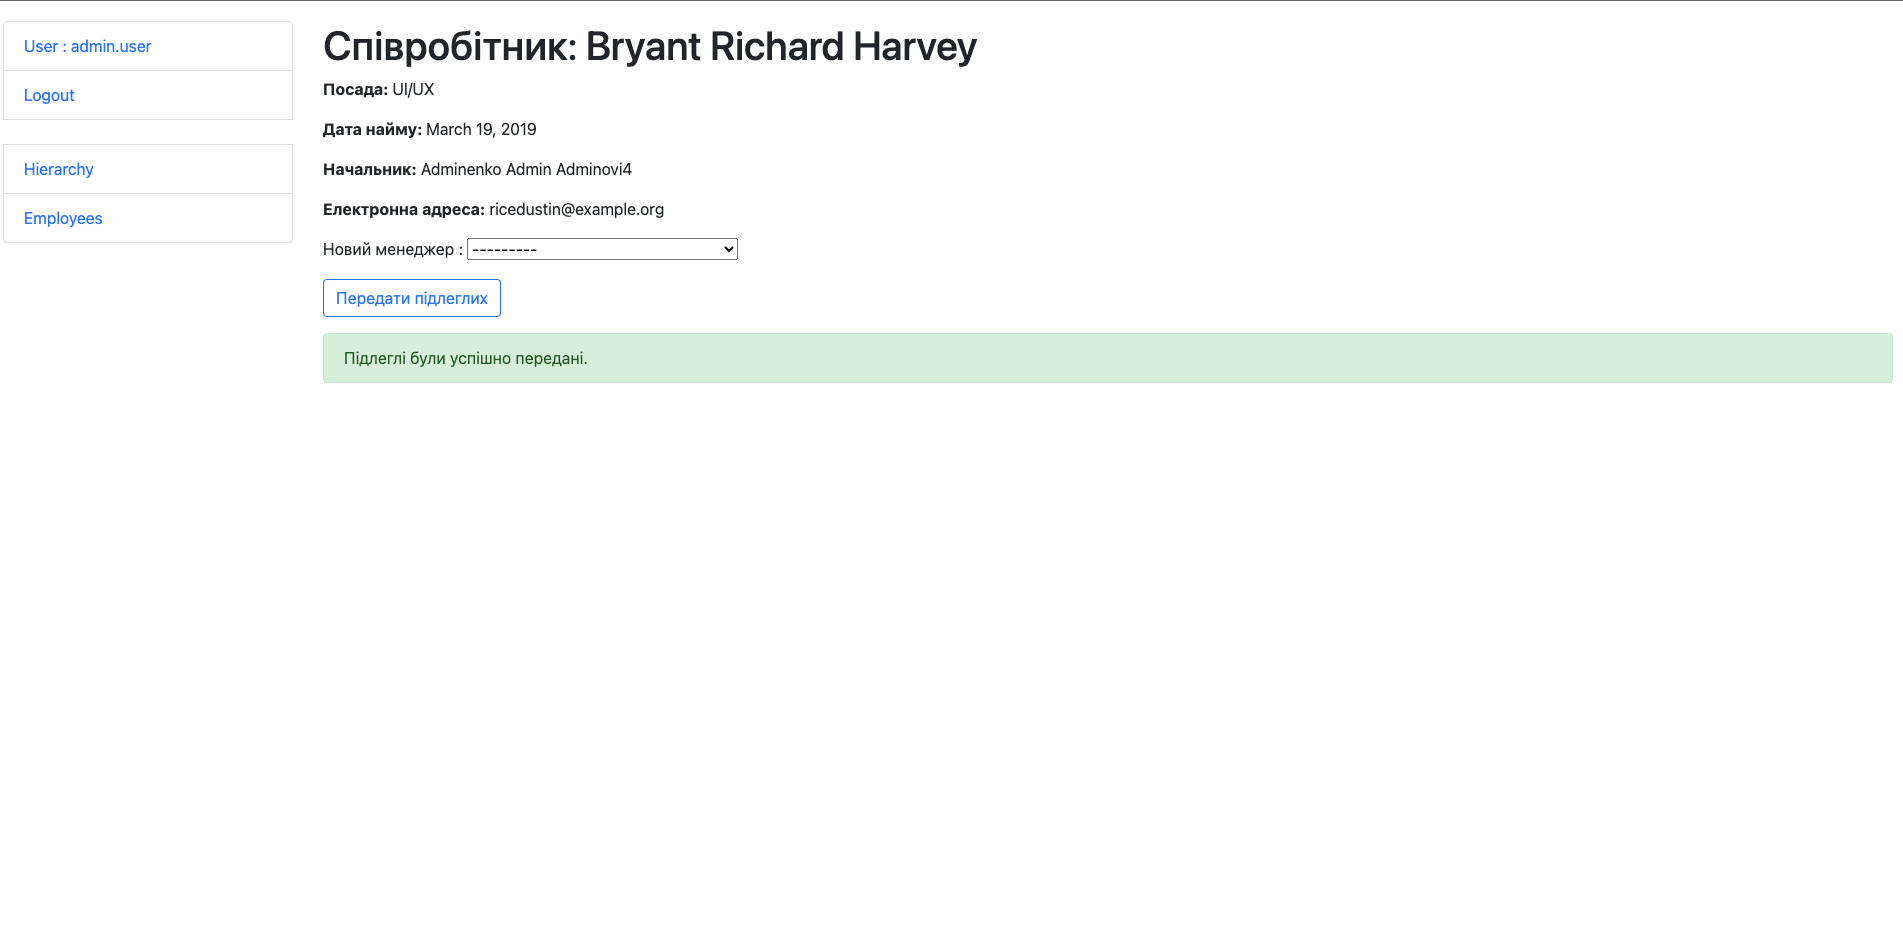 User : admin.user
Logout
Hierarchy
Employees
Співробітник: Bryant Richard Harvey
Посада: UI/UX
Дата найму: March 19, 2019
Начальник: Adminenko Admin Adminovi4
Електронна адреса: ricedustin@example.org
Новий менеджер : ---------
Передати підлеглих
Підлеглі були успішно передані.